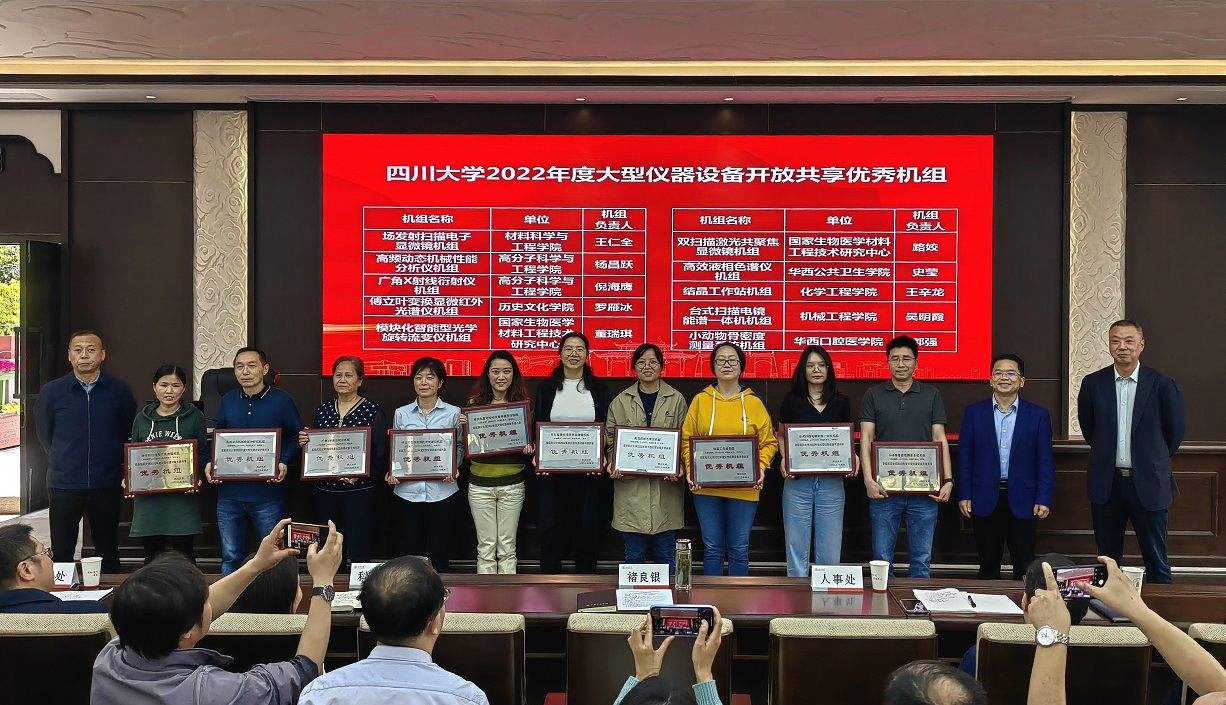 四川大学2022年度大型仪器设备开放共享优秀机组
机组名称 单位 机组
负责人
场发射扫描电子
显微镜机组
材料科学与
工程学院
王仁全
高频动态机械性能
分析仪机组
高分子科学与
工程学院
杨昌跃
广角X射线衍射仪
机组
高分子科学与
工程学院
倪海鹰
傅立叶变换显微红外
光谱仪机组
历史文化学院
罗雁冰
模块化智能型光学
旋转流变仪机组
国家生物医学
材料工程技术
研究中心
董瑞琪
机组名称 单位 机组
负责人
双扫描激光共聚焦
显微镜机组
国家生物医学材料
工程技术研究中心
路姣
高效液相色谱仪
机组
华西公共卫生学院
史莹
结晶工作站机组
化学工程学院
王辛龙
台式扫描电镜
能谱一体机机组
机械工程学院
吴明霞
小动物骨密度
机组
华西口腔医学院
强
优秀机组
优秀机组
优秀机组
优秀机组
优秀机组
优秀机组
优秀机组
优秀机组
优秀机组
优秀机组
处
褚良银
人事处